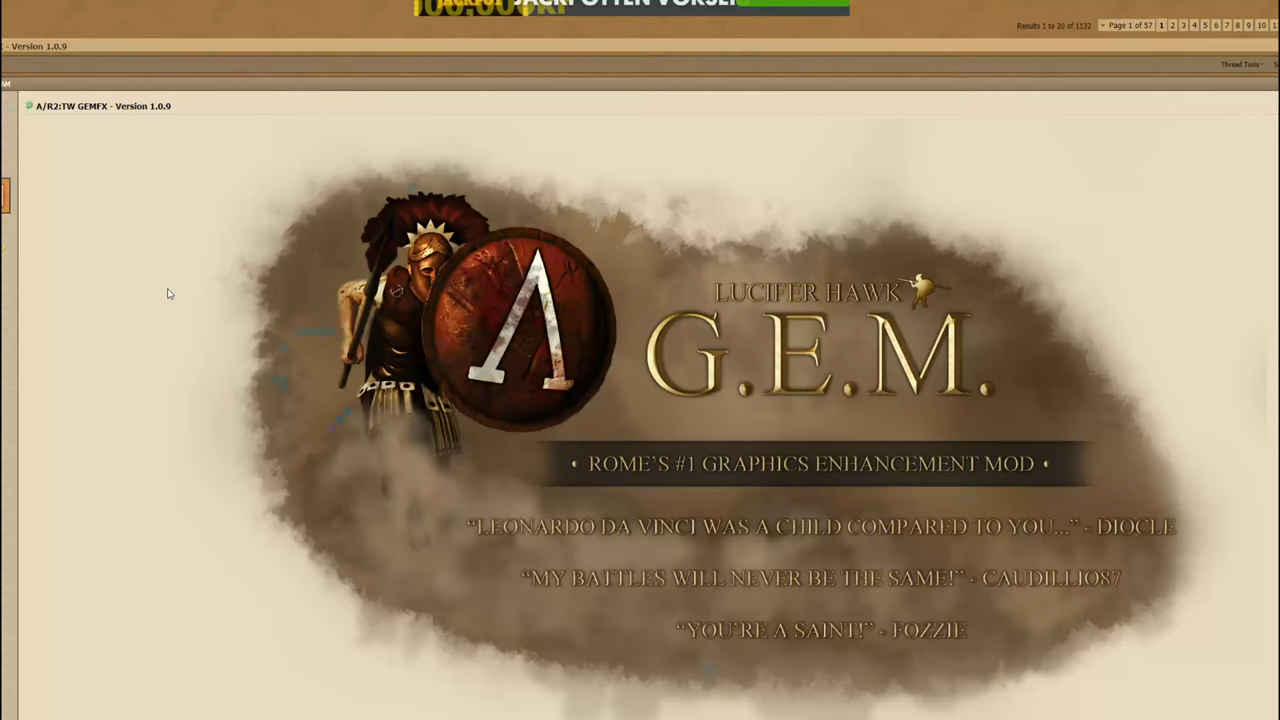 JACKPOTTEN
Results 1 to 20 of 1132 Page 1 of 57 1 2 3 4 5 6 7 8 9 10
- Version 1.0.9
Thread Tools
AM
A/R2:TW GEMFX - Version 1.0.9
LUCIFER HAWK
G.E.M.
• ROME'S #1 GRAPHICS ENHANCEMENT MOD •
“LEONARDO DA VINCI WAS A CHILD COMPARED TO YOU...” - DIOCLE
“MY BATTLES WILL NEVER BE THE SAME!” - CAUDILLIO87
“YOU'RE A SAINT!” - FOZZIE